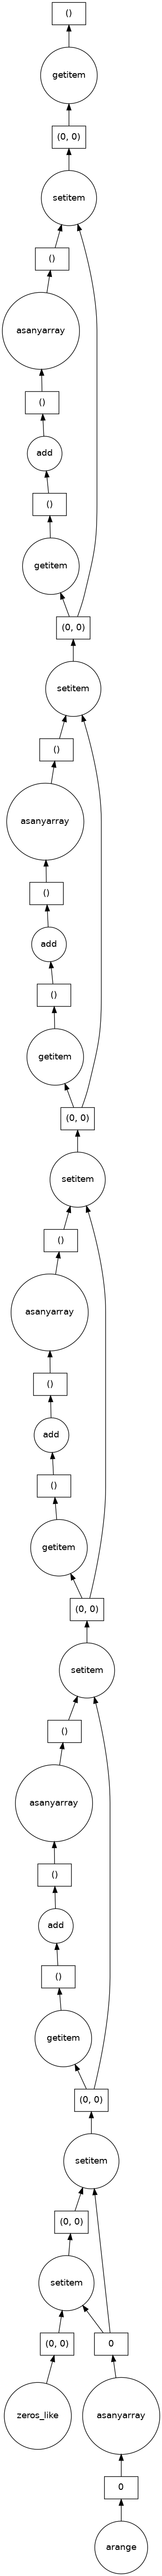 ()
getitem
(0, 0)
setitem
()
asanyarray
()
add
()
getitem
(0, 0)
setitem
()
asanyarray
()
add
()
getitem
(0, 0)
setitem
()
asanyarray
()
add
()
getitem
(0, 0)
setitem
()
asanyarray
()
add
()
getitem
(0, 0)
setitem
(0, 0)
setitem
(0, 0) 0
zeros_like asanyarray
0
arange